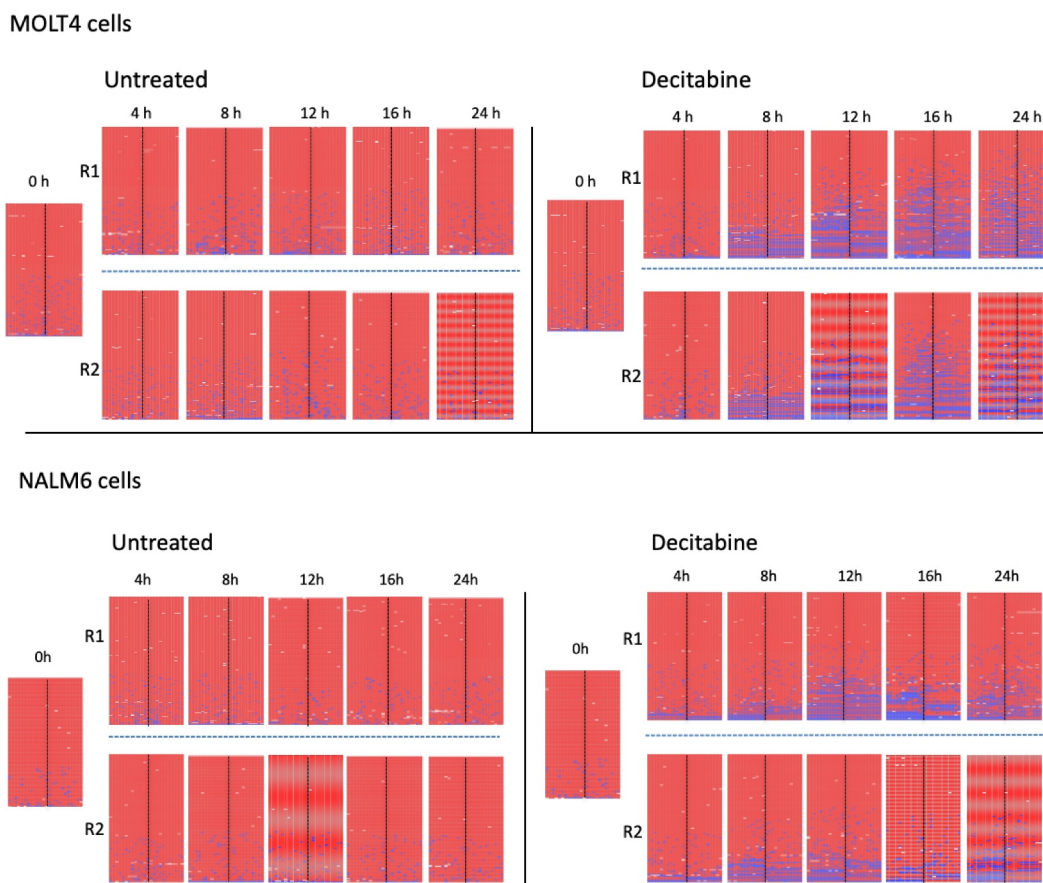 MOLT4 cells
Untreated
Decitabine
4 h 8 h 12 h 16 h 24 h
4 h 8 h 12 h 16 h 24 h
R1
R1
0 h
0 h
R2
R2
NALM6 cells
Untreated
Decitabine
4h 8h 12h 16h 24h
4h 8h 12h 16h 24h
R1
R1
0h
0h
R2
R2